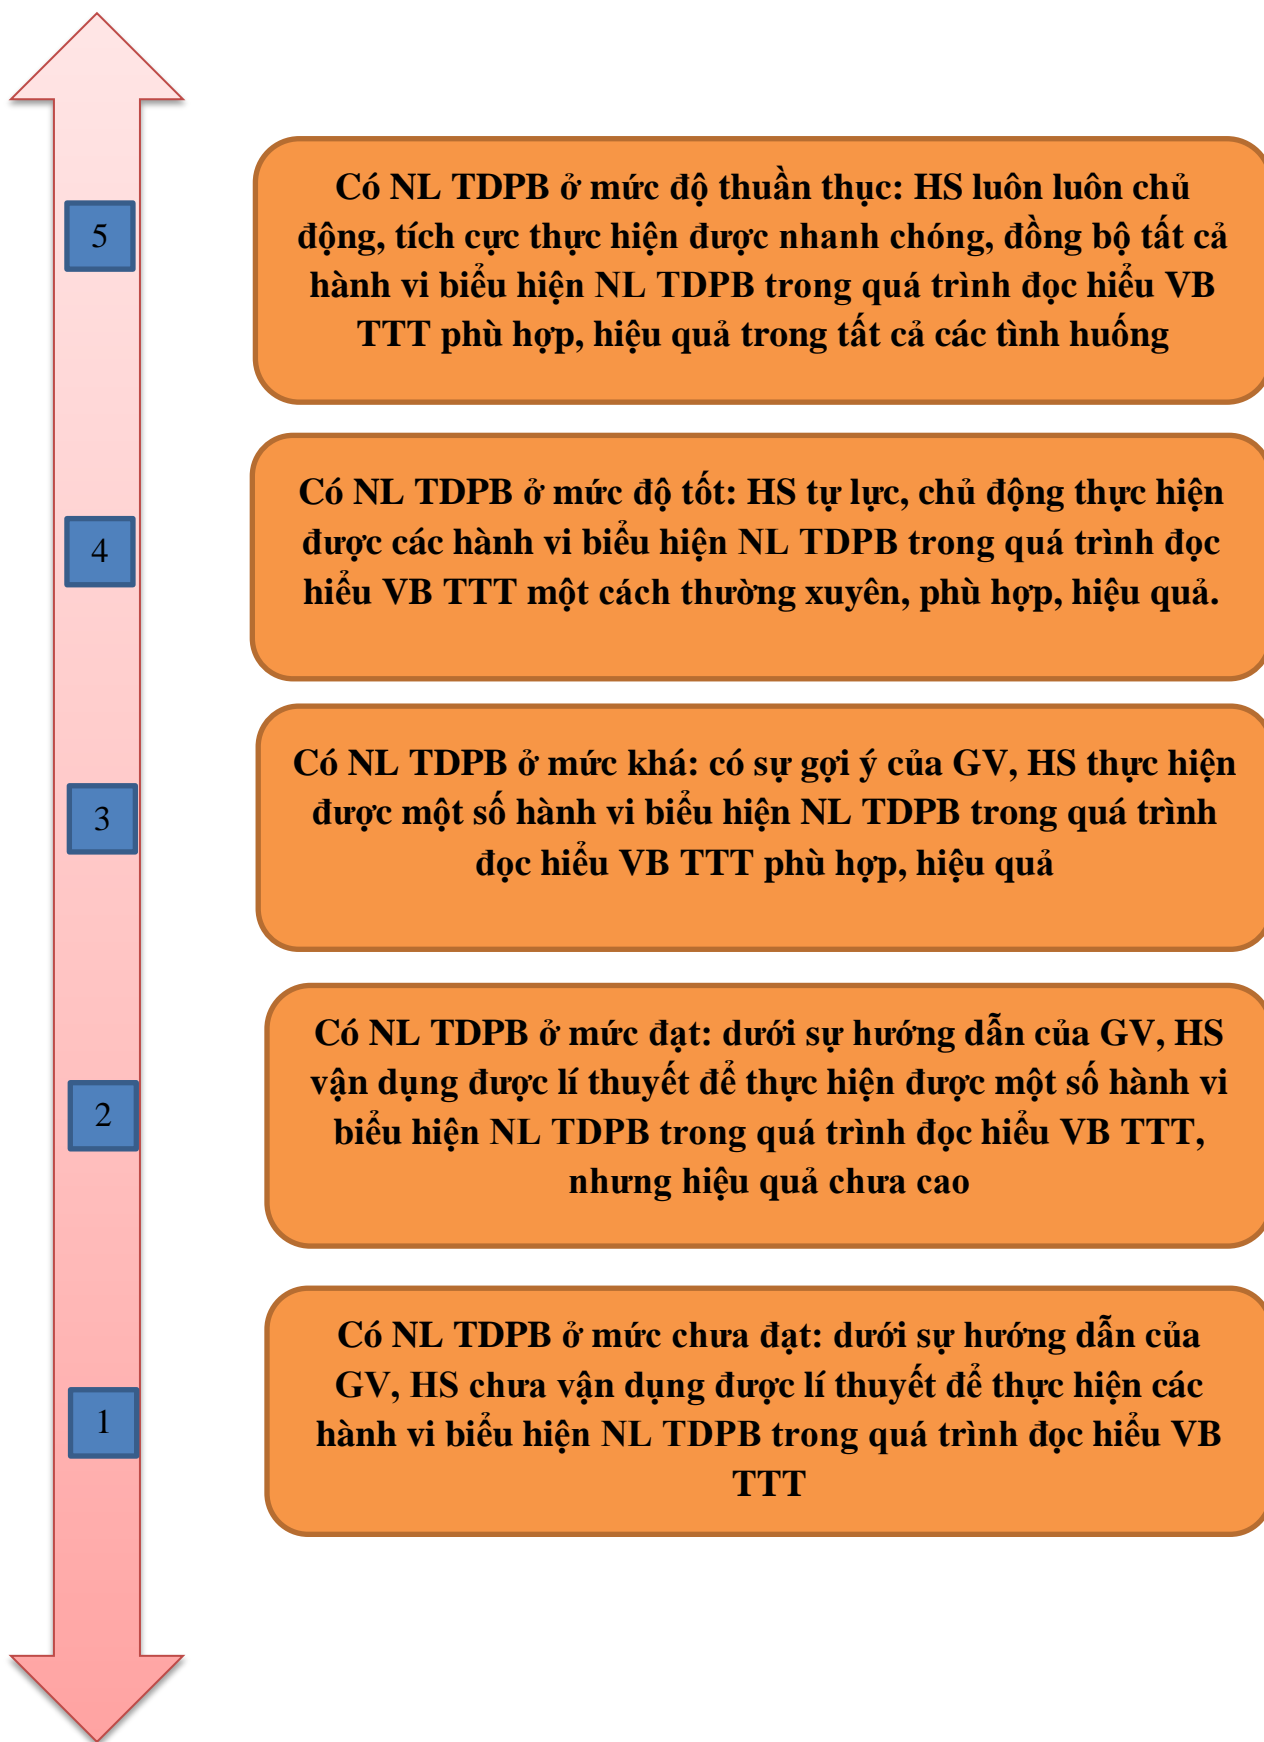 5
Có NL TDPB ở mức độ thuần thục: HS luôn luôn chủ
động, tích cực thực hiện được nhanh chóng, đồng bộ tất cả
hành vi biểu hiện NL TDPB trong quá trình đọc hiểu VB
TTT phù hợp, hiệu quả trong tất cả các tình huống
4
Có NL TDPB ở mức độ tốt: HS tự lực, chủ động thực hiện
được các hành vi biểu hiện NL TDPB trong quá trình đọc
hiểu VB TTT một cách thường xuyên, phù hợp, hiệu quả.
3
Có NL TDPB ở mức khá: có sự gợi ý của GV, HS thực hiện
được một số hành vi biểu hiện NL TDPB trong quá trình
đọc hiểu VB TTT phù hợp, hiệu quả
2
Có NL TDPB ở mức đạt: dưới sự hướng dẫn của GV, HS
vận dụng được lí thuyết để thực hiện được một số hành vi
biểu hiện NL TDPB trong quá trình đọc hiểu VB TTT,
nhưng hiệu quả chưa cao
1
Có NL TDPB ở mức chưa đạt: dưới sự hướng dẫn của
GV, HS chưa vận dụng được lí thuyết để thực hiện các
hành vi biểu hiện NL TDPB trong quá trình đọc hiểu VB
TTT